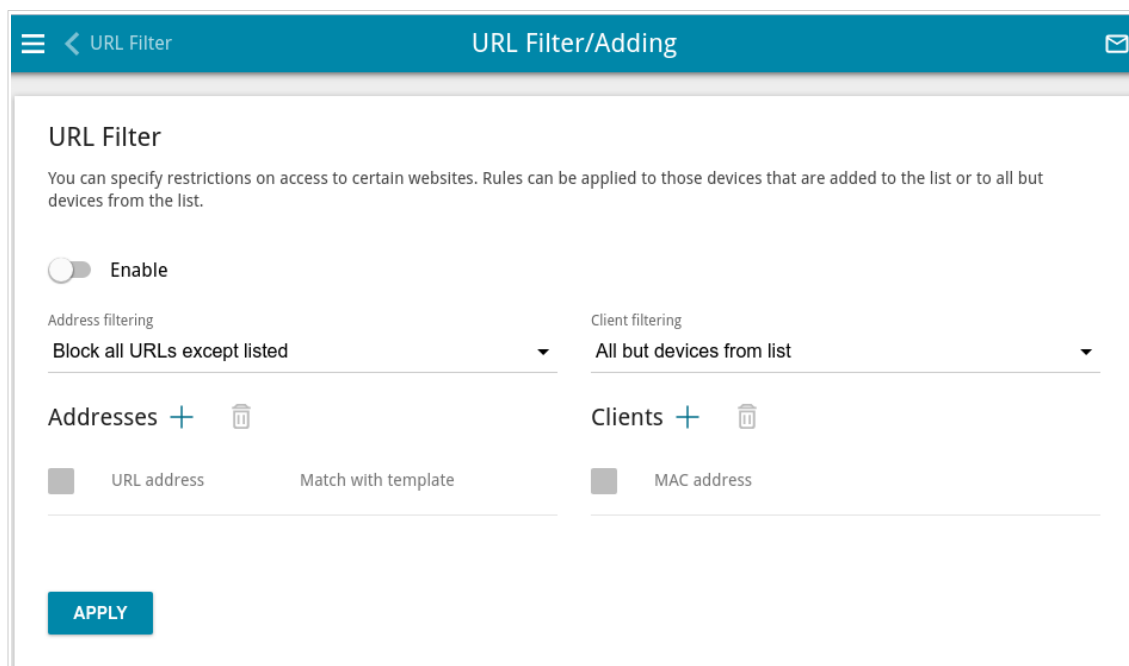 URL Filter
URL Filter/Adding
URL Filter
You can specify restrictions on access to certain websites. Rules can be applied to those devices that are added to the list or to all but
devices from the list.
Enable
Address filtering
Client filtering
Block all URLs except listed
All but devices from list
Addresses
Clients
URL address
Match with template
MAC address
APPLY